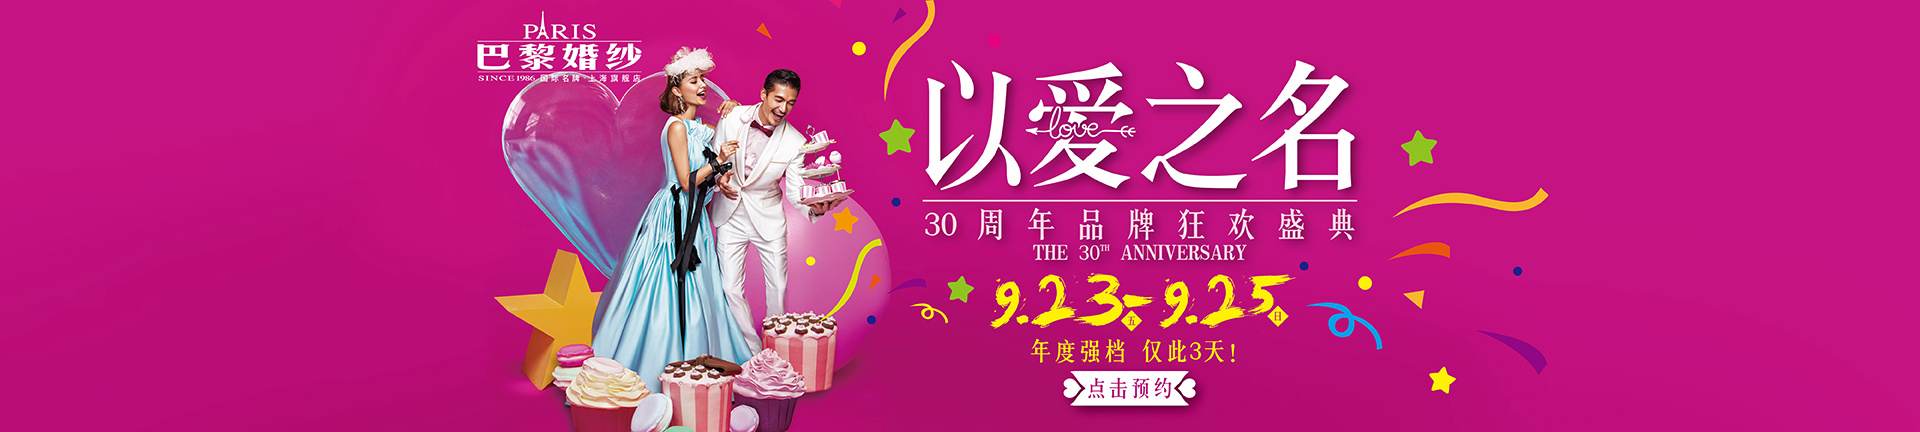 PARIS
巴黎婚纱
SINCE1986 国际名牌·上海旗舰店
以爱之名
love
30周年品牌狂欢盛典
THE 30TH ANNIVERSARY
9.23五-9.25日
年度强档 仅此3天!
点击预约